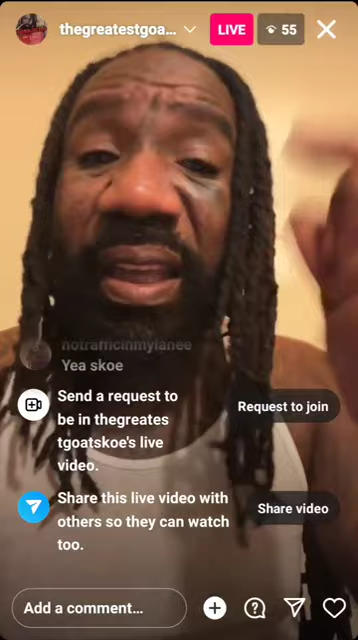 thegreatestgoa...
LIVE
55
notrafficinmylanee
Yea skoe
Send a request to
be in thegreates
tgoatskoe's live
video.
Request to join
Share this live video with
others so they can watch
too.
Share video
Add a comment...